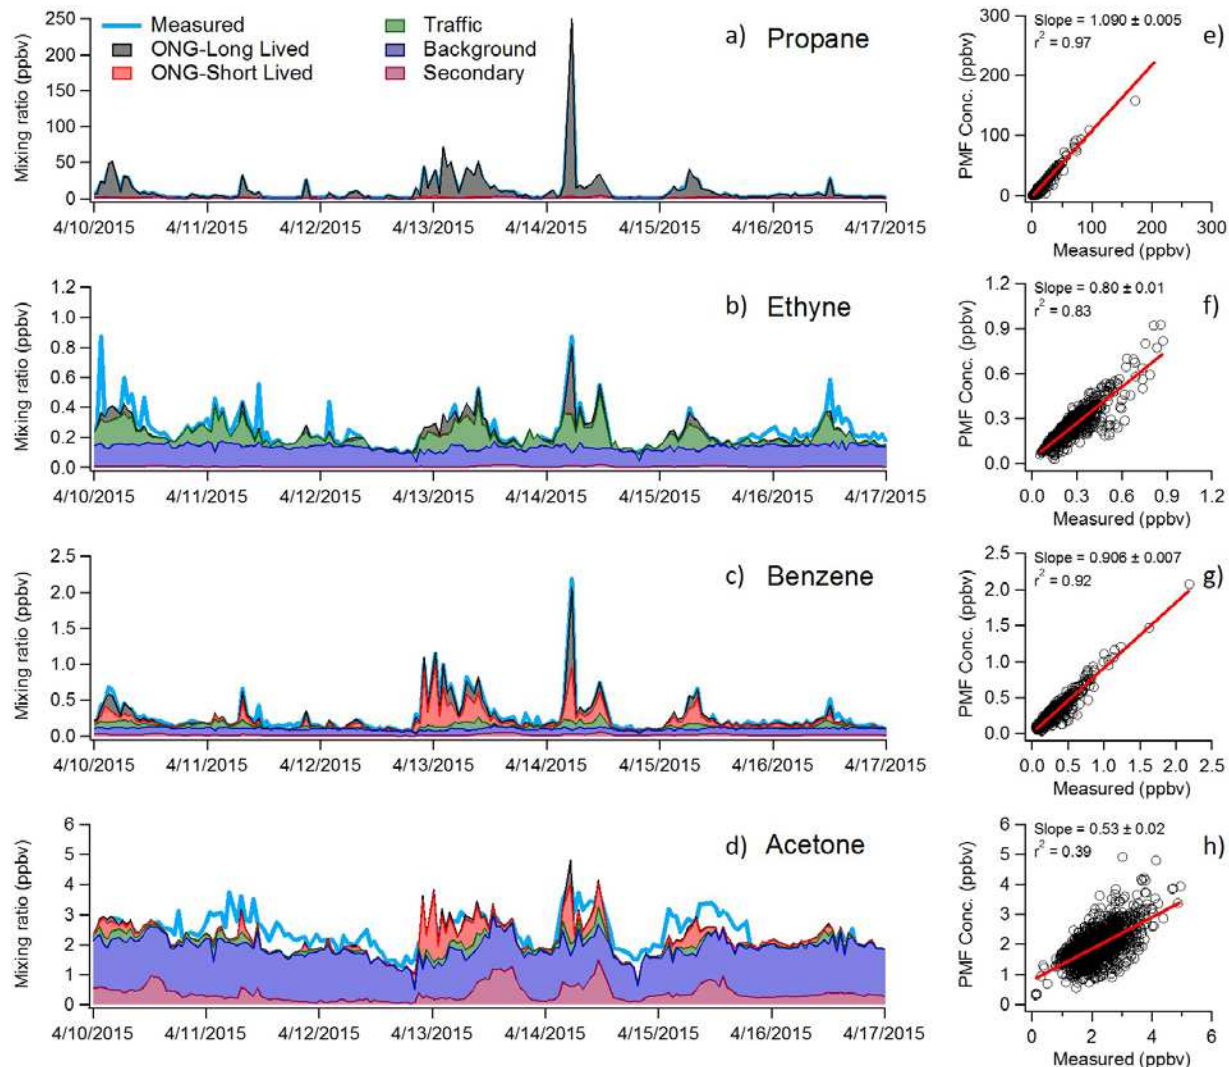 Measured
ONG-Long Lived
ONG-Short Lived
Traffic
Background
Secondary
a) Propane
Mixing ratio (ppbv)
250
200
150
100
50
0
4/10/2015 4/11/2015 4/12/2015 4/13/2015 4/14/2015 4/15/2015 4/16/2015 4/17/2015
e)
Slope = 1.090 ± 0.005
r² = 0.97
PMF Conc. (ppbv)
300
200
100
0
0 100 200 300
Measured (ppbv)
b) Ethyne
Mixing ratio (ppbv)
1.2
1.0
0.8
0.6
0.4
0.2
0.0
4/10/2015 4/11/2015 4/12/2015 4/13/2015 4/14/2015 4/15/2015 4/16/2015 4/17/2015
f)
Slope = 0.80 ± 0.01
r² = 0.83
PMF Conc. (ppbv)
1.2
0.9
0.6
0.3
0.0
0.0 0.3 0.6 0.9 1.2
Measured (ppbv)
c) Benzene
Mixing ratio (ppbv)
2.5
2.0
1.5
1.0
0.5
0.0
4/10/2015 4/11/2015 4/12/2015 4/13/2015 4/14/2015 4/15/2015 4/16/2015 4/17/2015
g)
Slope = 0.906 ± 0.007
r² = 0.92
PMF Conc. (ppbv)
2.5
2.0
1.5
1.0
0.5
0.0
0.0 0.5 1.0 1.5 2.0 2.5
Measured (ppbv)
d) Acetone
Mixing ratio (ppbv)
6
5
4
3
2
1
0
4/10/2015 4/11/2015 4/12/2015 4/13/2015 4/14/2015 4/15/2015 4/16/2015 4/17/2015
h)
Slope = 0.53 ± 0.02
r² = 0.39
PMF Conc. (ppbv)
6
5
4
3
2
1
0
0 2 4 6
Measured (ppbv)